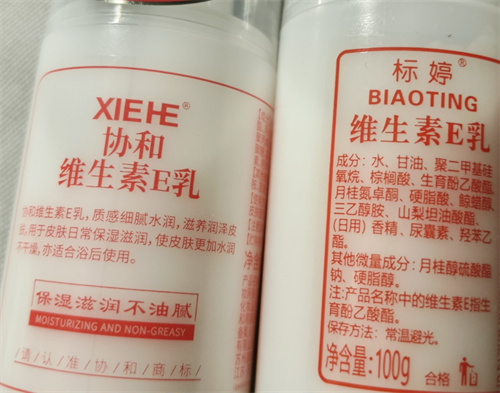 XIEHE®
协和
维生素E乳
协和维生素E乳，质感细腻水润，滋养润泽皮
用于皮肤日常保湿滋润，使皮肤更加水润
不干燥，亦适合浴后使用。
保湿滋润不油腻
MOISTURIZING AND NON-GREASY
/请/认/准/协/和/商/标/
净含
标婷®
BIAOTING
维生素E乳
成分：水、甘油、聚二甲基硅
氧烷、棕榈酸、生育酚乙酸酯、
月桂氮卓酮、硬脂酸、鲸蜡醇、
三乙醇胺、山梨坦油酸酯、
(日用)香精、尿囊素、羟苯乙
酯。
其他微量成分：月桂醇硫酸酯
钠、硬脂醇。
注:产品名称中的维生素E指生
育酚乙酸酯。
保存方法：常温避光。
净含量:100g
合格